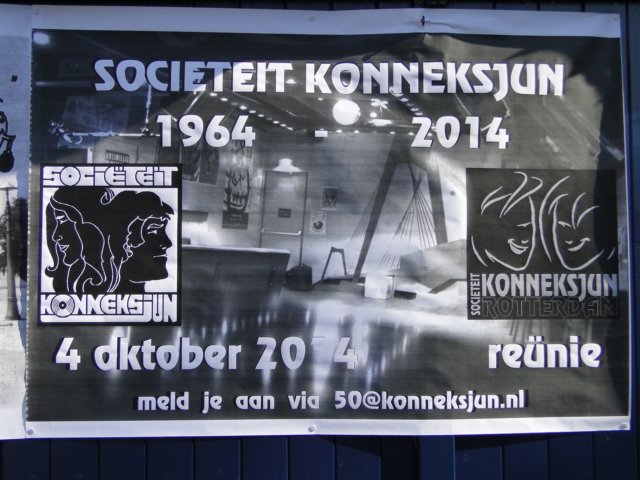 SOCIETEIT KONNEKSJUN
1964 - 2014
SOCIËTEIT
KONNEKSJUN
SOCIETEIT
KONNEKSJUN
ROTTERDAM
4 oktober 2014
reünie
meld je aan via 50@konneksjun.nl